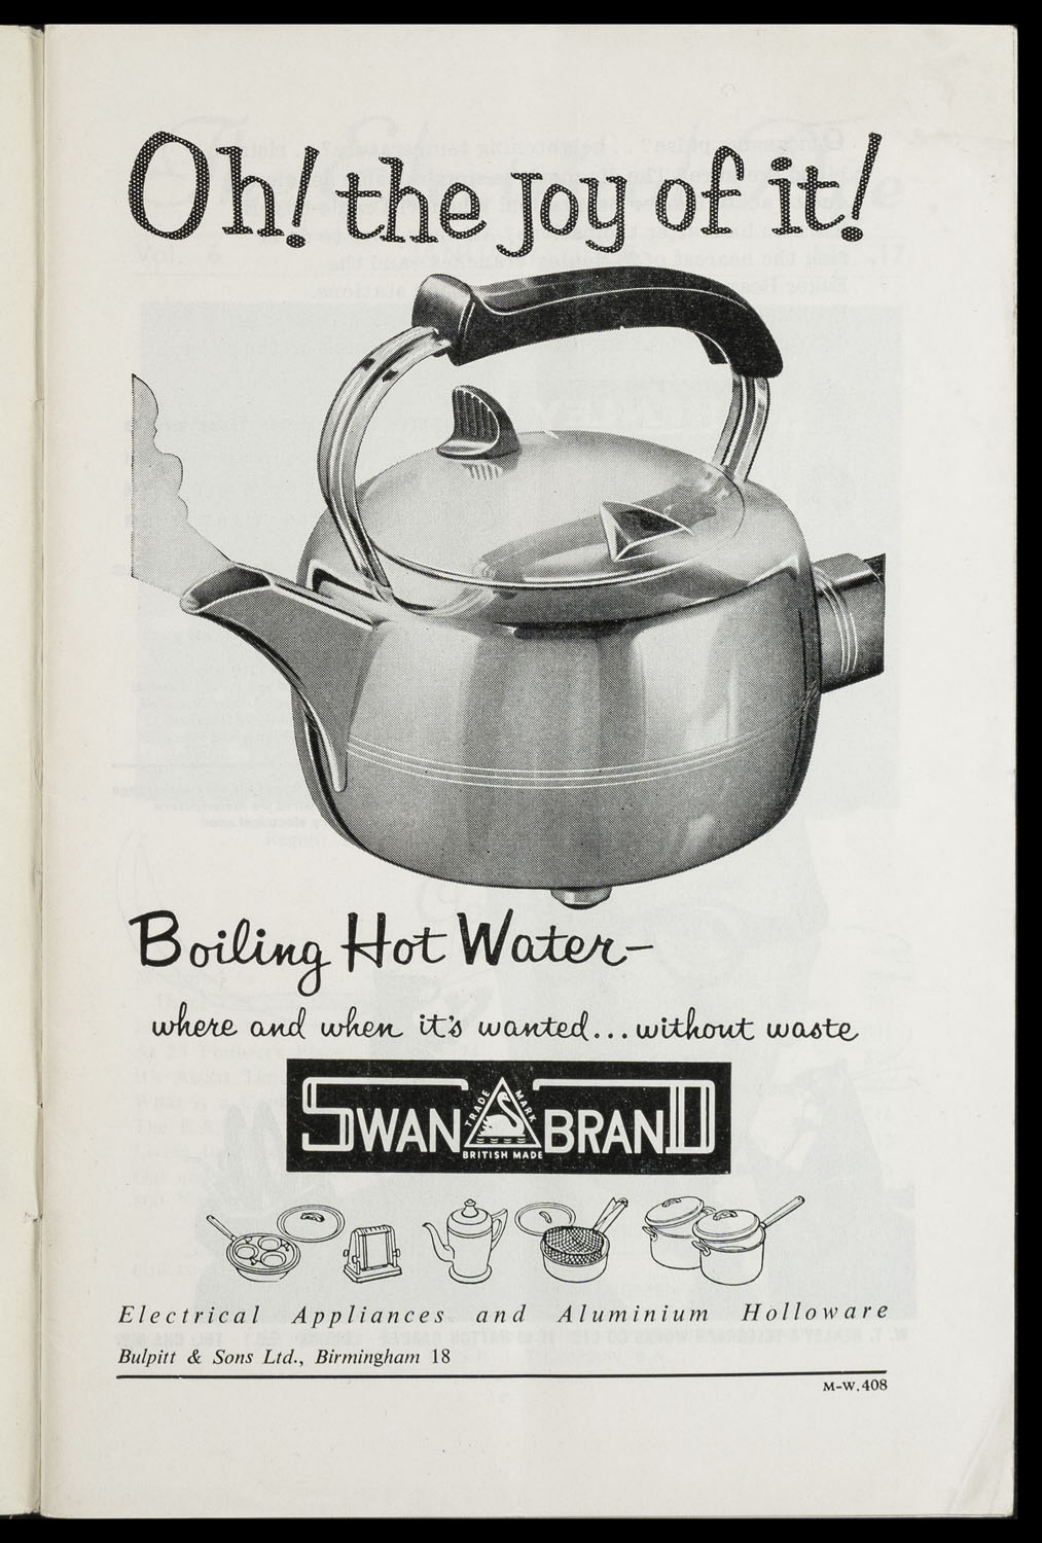 Oh! the joy of it!
Boiling Hot Water–
where and when it's wanted...without waste
SWAN BRAND
TRADE MARK
BRITISH MADE
Electrical Appliances and Aluminium Holloware
Bulpitt & Sons Ltd., Birmingham 18
M-W.408